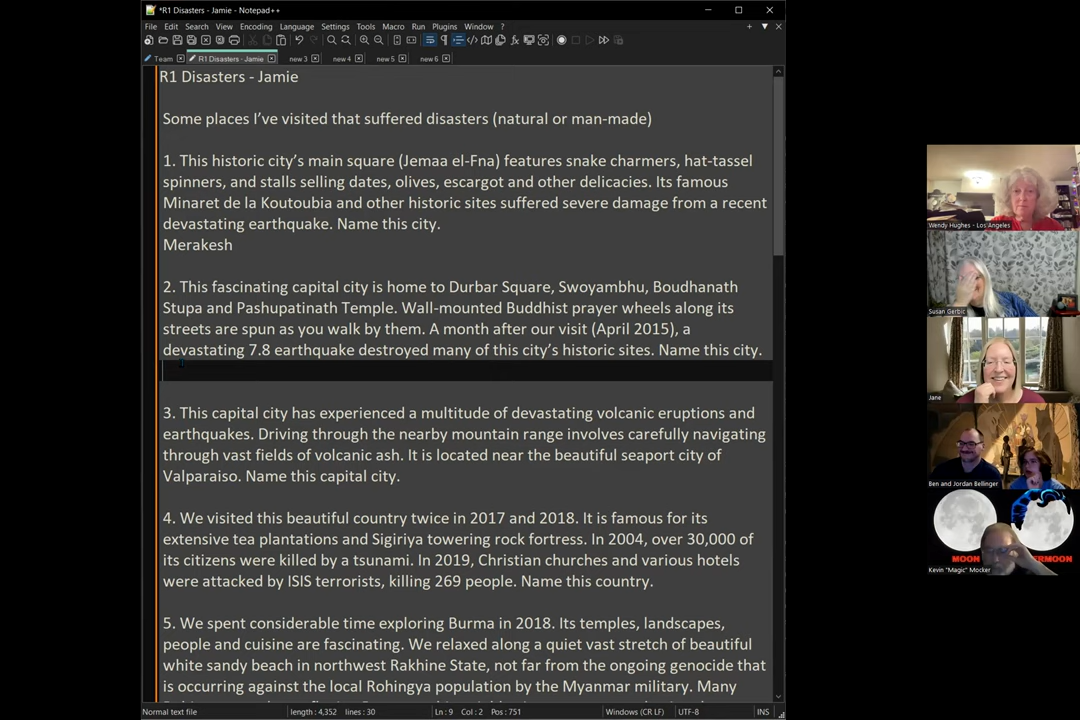 *R1 Disasters - Jamie - Notepad++
File Edit Search View Encoding Language Settings Tools Macro Run Plugins Window ?
Team R1 Disasters - Jamie new 3 new 4 new 5 new 6
R1 Disasters - Jamie
Some places I’ve visited that suffered disasters (natural or man-made)
1. This historic city’s main square (Jemaa el-Fna) features snake charmers, hat-tassel
spinners, and stalls selling dates, olives, escargot and other delicacies. Its famous
Minaret de la Koutoubia and other historic sites suffered severe damage from a recent
devastating earthquake. Name this city.
Merakesh
2. This fascinating capital city is home to Durbar Square, Swoyambhu, Boudhanath
Stupa and Pashupatinath Temple. Wall-mounted Buddhist prayer wheels along its
streets are spun as you walk by them. A month after our visit (April 2015), a
devastating 7.8 earthquake destroyed many of this city’s historic sites. Name this city.
3. This capital city has experienced a multitude of devastating volcanic eruptions and
earthquakes. Driving through the nearby mountain range involves carefully navigating
through vast fields of volcanic ash. It is located near the beautiful seaport city of
Valparaiso. Name this capital city.
4. We visited this beautiful country twice in 2017 and 2018. It is famous for its
extensive tea plantations and Sigiriya towering rock fortress. In 2004, over 30,000 of
its citizens were killed by a tsunami. In 2019, Christian churches and various hotels
were attacked by ISIS terrorists, killing 269 people. Name this country.
5. We spent considerable time exploring Burma in 2018. Its temples, landscapes,
people and cuisine are fascinating. We relaxed along a quiet vast stretch of beautiful
white sandy beach in northwest Rakhine State, not far from the ongoing genocide that
is occurring against the local Rohingya population by the Myanmar military. Many
Normal text file length : 4,352 lines : 30 Ln : 9 Col : 2 Pos : 751 Windows (CR LF) UTF-8 INS
Wendy Hughes - Los Angeles
Susan Gerbit
Jane
Ben and Jordan Bellinger
MOON
Kevin "Magic" Mocker